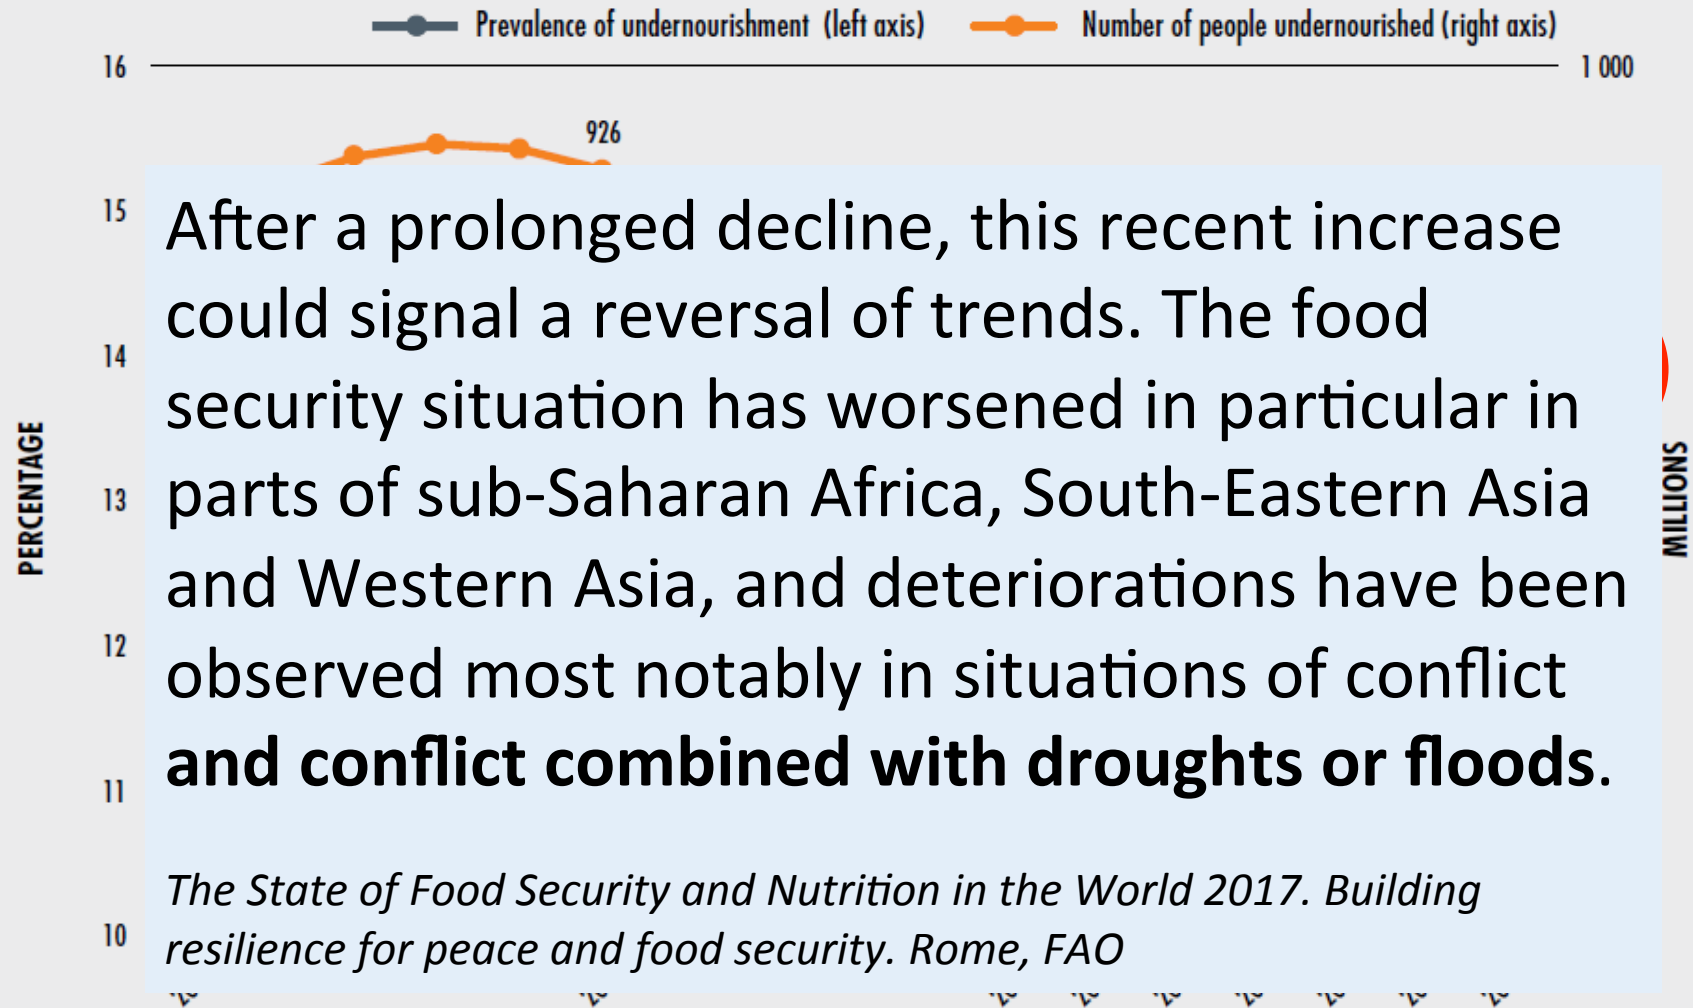 Prevalence of undernourishment (left axis) Number of people undernourished (right axis)
16 1 000
926
15
After a prolonged decline, this recent increase
could signal a reversal of trends. The food
14
security situation has worsened in particular in
PERCENTAGE
MILLIONS
13
parts of sub-Saharan Africa, South-Eastern Asia
and Western Asia, and deteriorations have been
12
observed most notably in situations of conflict
and conflict combined with droughts or floods.
11
The State of Food Security and Nutrition in the World 2017. Building
10
resilience for peace and food security. Rome, FAO